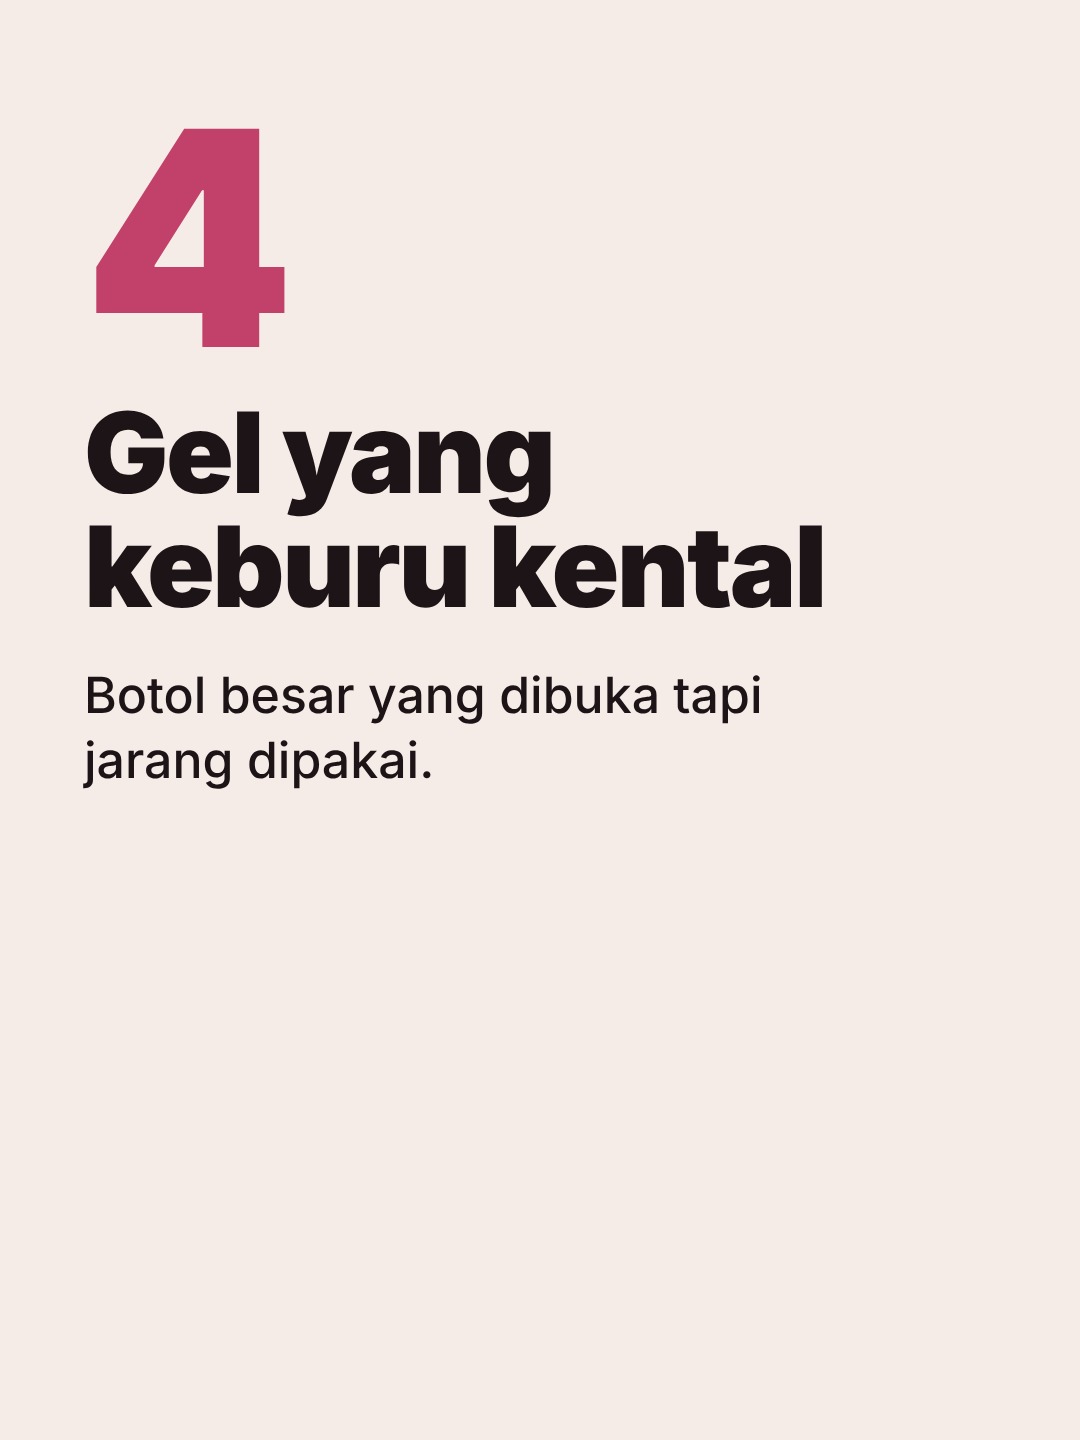 4
Gel yang
keburu kental
Botol besar yang dibuka tapi
jarang dipakai.